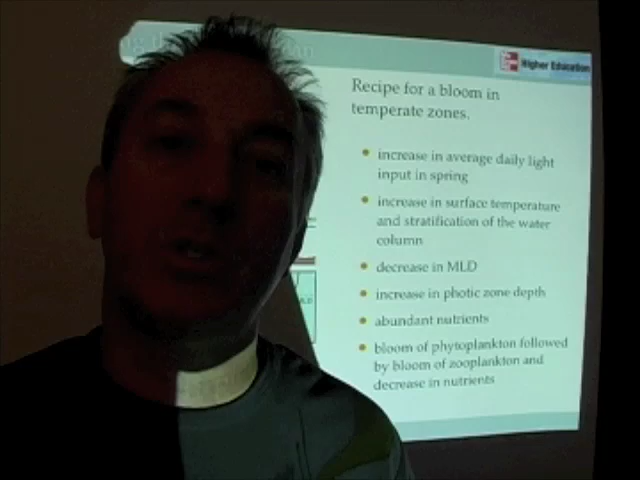 Higher Education
Recipe for a bloom in
temperate zones.
increase in average daily light
input in spring
increase in surface temperature
and stratification of the water
column
decrease in MLD
increase in photic zone depth
abundant nutrients
bloom of phytoplankton followed
by bloom of zooplankton and
decrease in nutrients